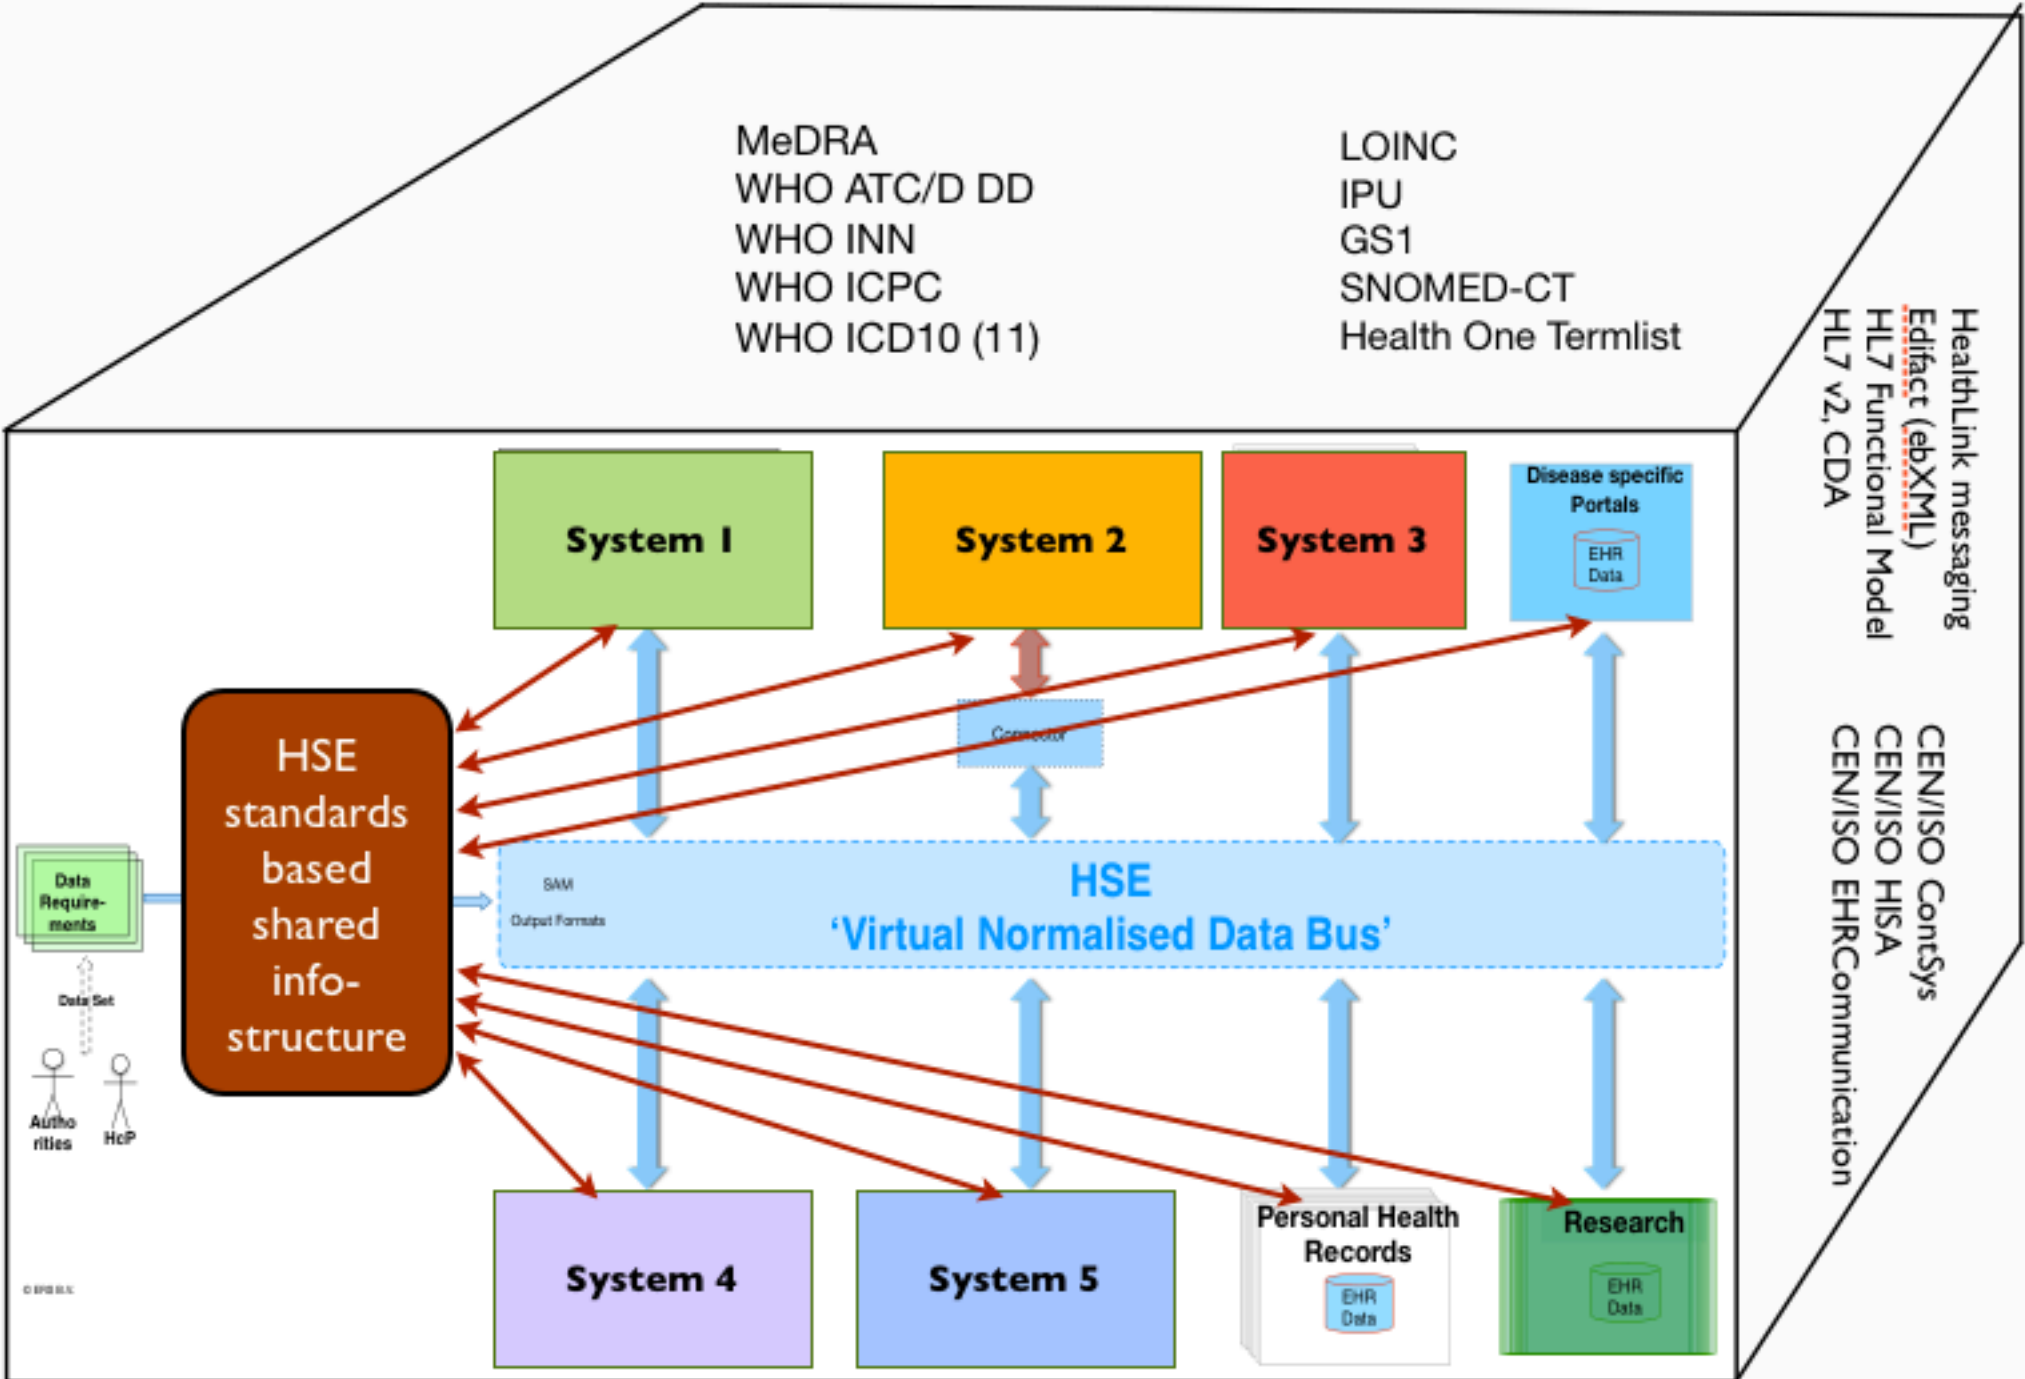 MeDRA
WHO ATC/D DD
WHO INN
WHO ICPC
WHO ICD10 (11)
LOINC
IPU
GS1
SNOMED-CT
Health One Termlist
HealthLink messaging
Edifact (ebXML)
HL7 Functional Model
HL7 v2, CDA
CEN/ISO ContSys
CEN/ISO HISA
CEN/ISO EHRCommunication
System 1
System 2
System 3
Disease specific
Portals
EHR
Data
Connector
HSE
standards
based
shared
info-
structure
Data
Require-
ments
Data Set
Autho
rities
HcP
SAM
Output Formats
HSE
‘Virtual Normalised Data Bus’
System 4
System 5
Personal Health
Records
EHR
Data
Research
EHR
Data